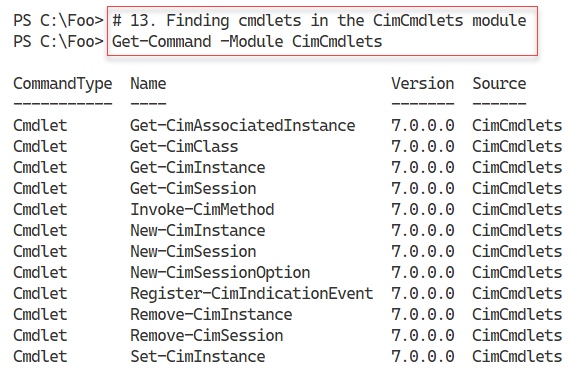 PS C:\Foo> # 13. Finding cmdlets in the CimCmdlets module
PS C:\Foo> Get-Command -Module CimCmdlets
CommandType Name Version Source
----------- ---- ------- ------
Cmdlet Get-CimAssociatedInstance 7.0.0.0 CimCmdlets
Cmdlet Get-CimClass 7.0.0.0 CimCmdlets
Cmdlet Get-CimInstance 7.0.0.0 CimCmdlets
Cmdlet Get-CimSession 7.0.0.0 CimCmdlets
Cmdlet Invoke-CimMethod 7.0.0.0 CimCmdlets
Cmdlet New-CimInstance 7.0.0.0 CimCmdlets
Cmdlet New-CimSession 7.0.0.0 CimCmdlets
Cmdlet New-CimSessionOption 7.0.0.0 CimCmdlets
Cmdlet Register-CimIndicationEvent 7.0.0.0 CimCmdlets
Cmdlet Remove-CimInstance 7.0.0.0 CimCmdlets
Cmdlet Remove-CimSession 7.0.0.0 CimCmdlets
Cmdlet Set-CimInstance 7.0.0.0 CimCmdlets